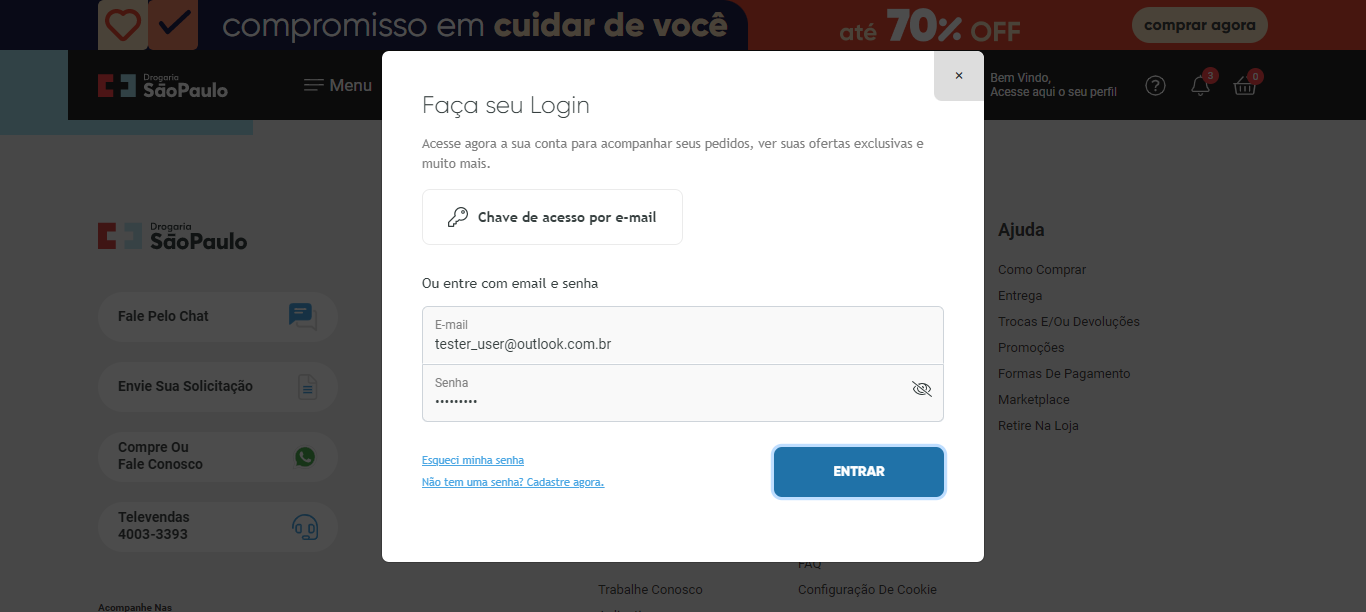 compromisso em cuidar de você
até 70% OFF
comprar agora
Drogaria
SãoPaulo
Menu
Bem Vindo,
Acesse aqui o seu perfil
?
3
0
×
Faça seu Login
Acesse agora a sua conta para acompanhar seus pedidos, ver suas ofertas exclusivas e
muito mais.
Chave de acesso por e-mail
Ou entre com email e senha
E-mail
tester_user@outlook.com.br
Senha
•••••••••
Esqueci minha senha
Não tem uma senha? Cadastre agora.
ENTRAR
Drogaria
SãoPaulo
Fale Pelo Chat
Envie Sua Solicitação
Compre Ou
Fale Conosco
Televendas
4003-3393
Acompanhe Nas
Trabalhe Conosco
FAQ
Configuração De Cookie
Ajuda
Como Comprar
Entrega
Trocas E/Ou Devoluções
Promoções
Formas De Pagamento
Marketplace
Retire Na Loja